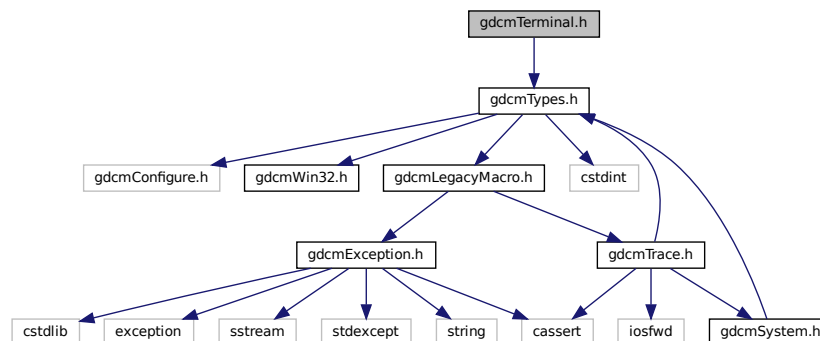 gdcmTerminal.h
gdcmTypes.h
gdcmConfigure.h
gdcmWin32.h
gdcmLegacyMacro.h
cstdint
gdcmException.h
gdcmTrace.h
cstdlib
exception
sstream
stdexcept
string
cassert
iosfwd
gdcmSystem.h